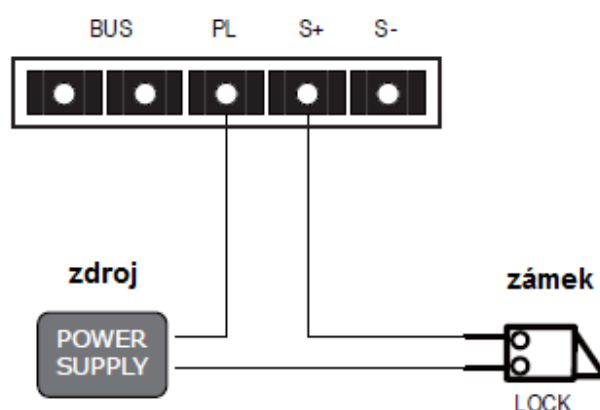 BUS PL S+ S-
zdroj
zámek
POWER
SUPPLY
LOCK